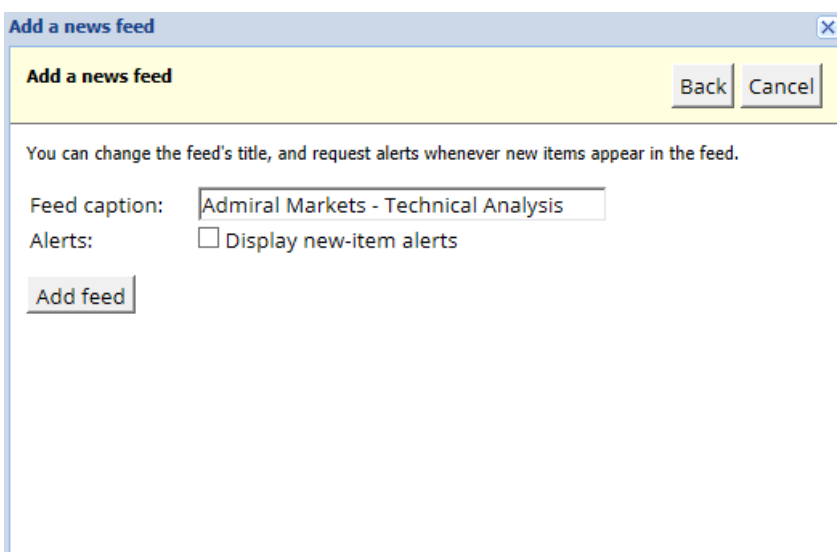 Add a news feed
Add a news feed
Back Cancel
You can change the feed's title, and request alerts whenever new items appear in the feed.
Feed caption: Admiral Markets - Technical Analysis
Alerts: Display new-item alerts
Add feed